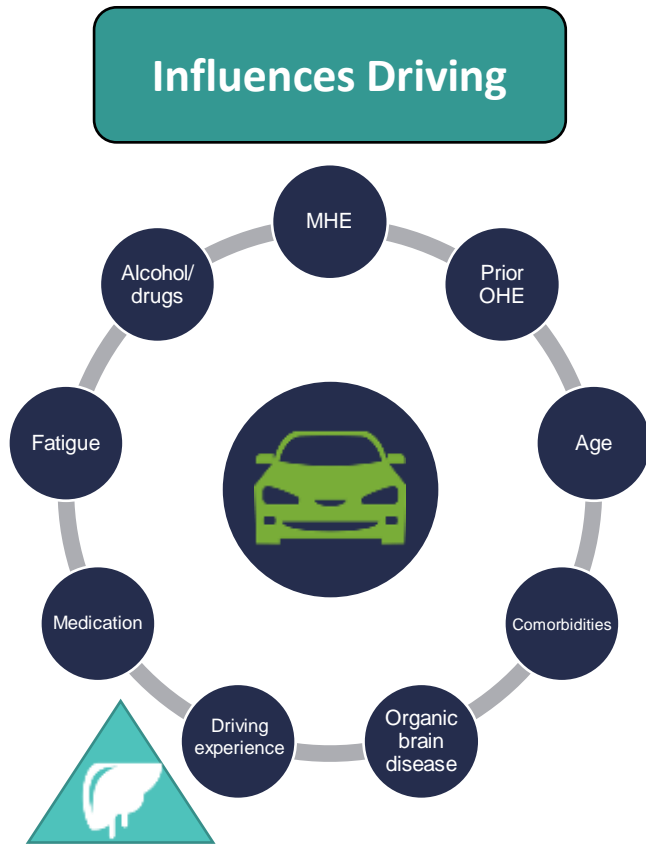 Influences Driving
MHE
Prior
OHE
Age
Comorbidities
Organic
brain
disease
Driving
experience
Medication
Fatigue
Alcohol/
drugs